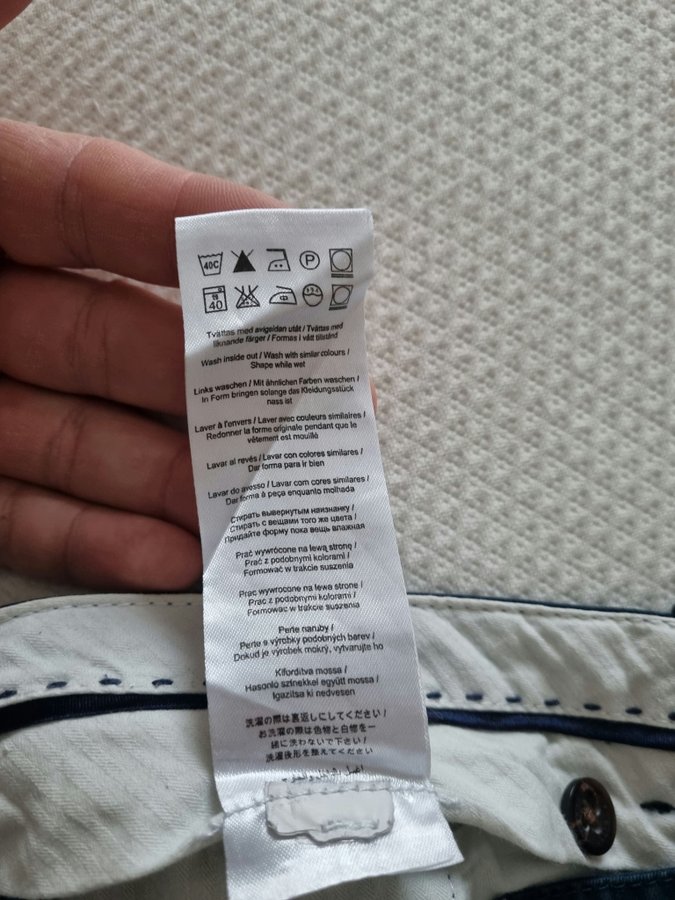 40C P
40
Tvättas med avigsidan utåt / Tvättas med
liknande färger / Formas i vått tillstånd
Wash inside out / Wash with similar colours /
Shape while wet
Links waschen / Mit ähnlichen Farben waschen /
In Form bringen solange das Kleidungsstück
nass ist
Laver à l'envers / Laver avec couleurs similaires /
Redonner la forme originale pendant que le
vêtement est mouillé
Lavar al revés / Lavar con colores similares /
Dar forma para ir bien
Lavar do avesso / Lavar com cores similares /
Dar forma à peça enquanto molhada
Стирать вывернутым наизнанку /
Стирать с вещами того же цвета /
Придайте форму пока вещь влажная
Prać wywrócone na lewą stronę /
Prać z podobnymi kolorami /
Formować w trakcie suszenia
Prac wywrocone na lewa strone /
Prac z podobnymi kolorami /
Formowac w trakcie suszenia
Perte naruby /
Perte s výrobky podobných barev /
Dokud je výrobek mokrý, vytvarujte ho
Kifordítva mossa /
Hasonló színekkel együtt mossa /
Igazítsa ki nedvesen
洗濯の際は裏返しにしてください /
お洗濯の際は色物と白物を一
緒に洗わないで下さい /
洗濯後形を整えてください